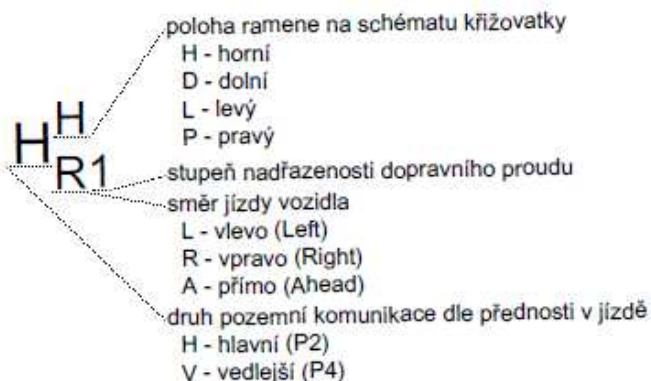 poloha ramene na schématu křižovatky
H - horní
D - dolní
L - levý
P - pravý
H
H
R1
stupeň nadřazenosti dopravního proudu
směr jízdy vozidla
L - vlevo (Left)
R - vpravo (Right)
A - přímo (Ahead)
druh pozemní komunikace dle přednosti v jízdě
H - hlavní (P2)
V - vedlejší (P4)